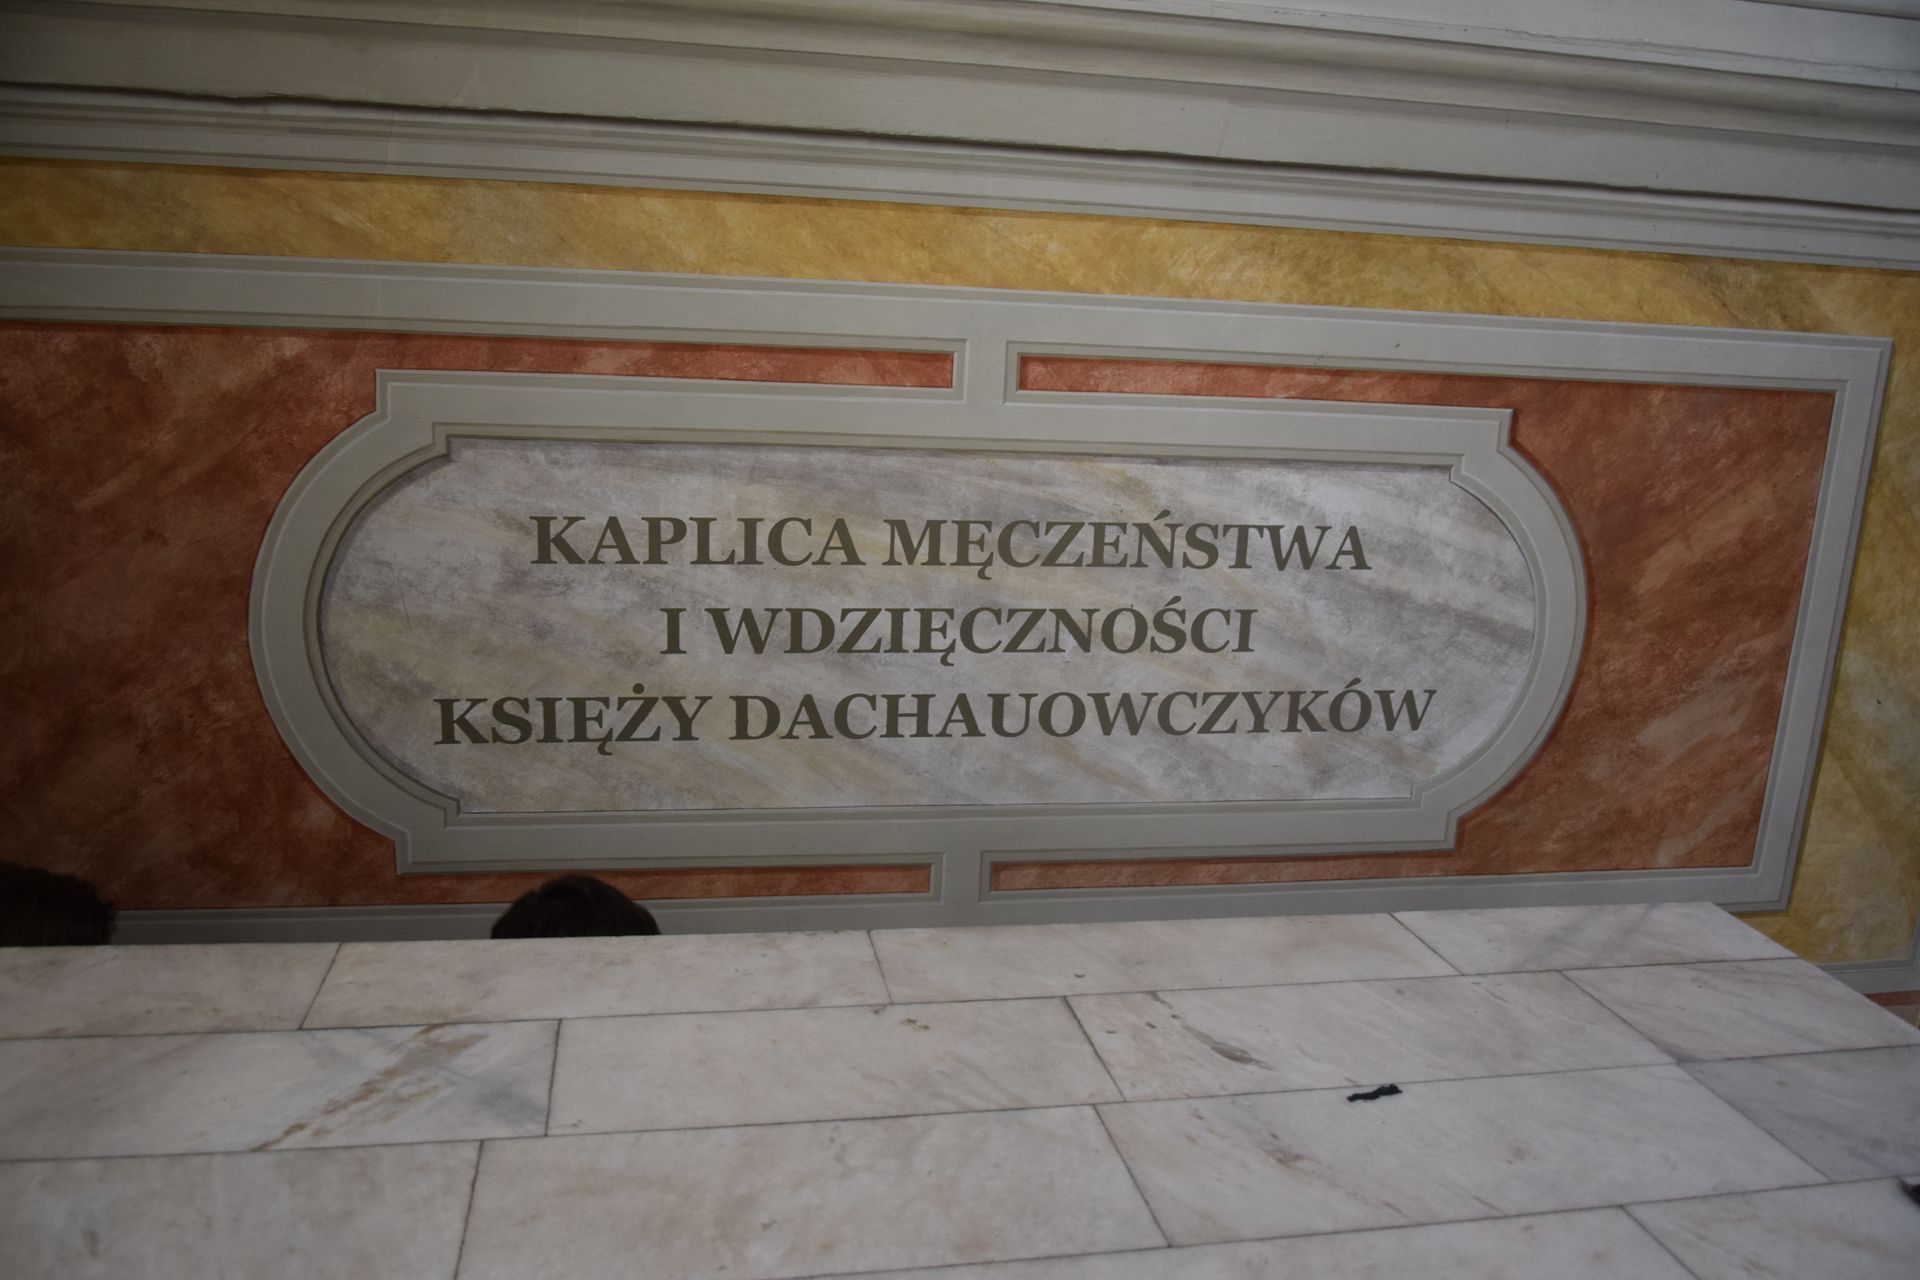 KAPLICA MĘCZEŃSTWA
I WDZIĘCZNOŚCI
KSIĘŻY DACHAUOWCZYKÓW